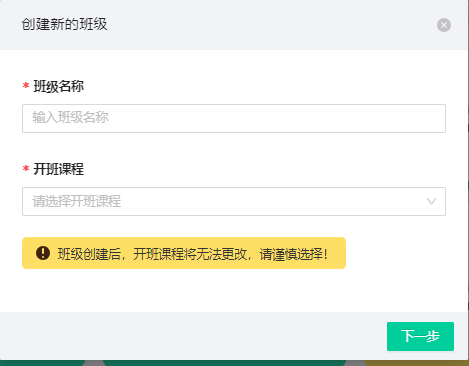 创建新的班级
* 班级名称
输入班级名称
* 开班课程
请选择开班课程
班级创建后，开班课程将无法更改，请谨慎选择！
下一步